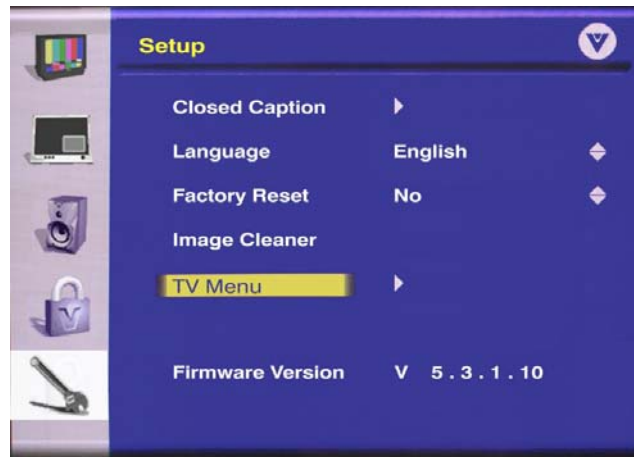 Setup
V
Closed Caption
Language English
Factory Reset No
Image Cleaner
TV Menu
Firmware Version V 5.3.1.10